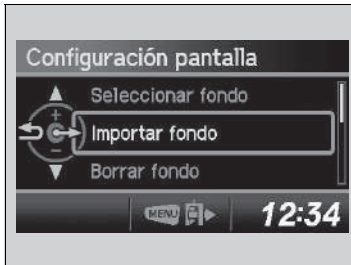 Configuración pantalla
Seleccionar fondo
Importar fondo
Borrar fondo
MENU
12:34